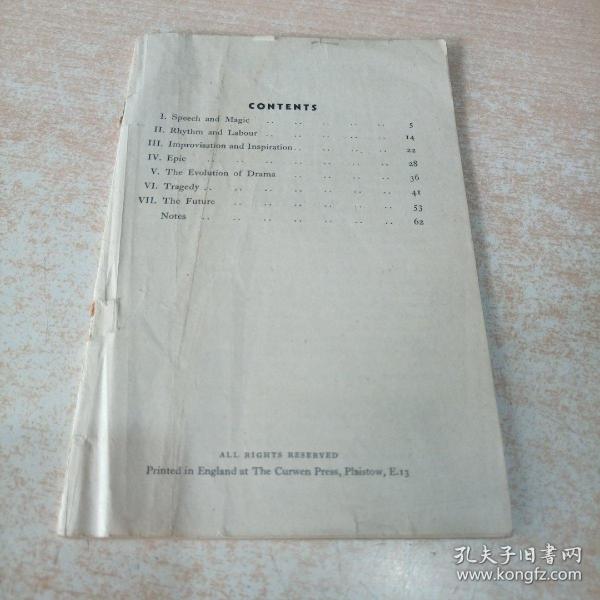 CONTENTS
I. Speech and Magic .. .. .. .. .. 5
II. Rhythm and Labour .. .. .. .. .. 14
III. Improvisation and Inspiration .. .. .. .. 22
IV. Epic .. .. .. .. .. .. .. 28
V. The Evolution of Drama .. .. .. .. 36
VI. Tragedy .. .. .. .. .. .. .. 41
VII. The Future .. .. .. .. .. .. 53
Notes .. .. .. .. .. .. .. 62
ALL RIGHTS RESERVED
Printed in England at The Curwen Press, Plaistow, E.13
孔夫子旧书网
www.kongfz.com